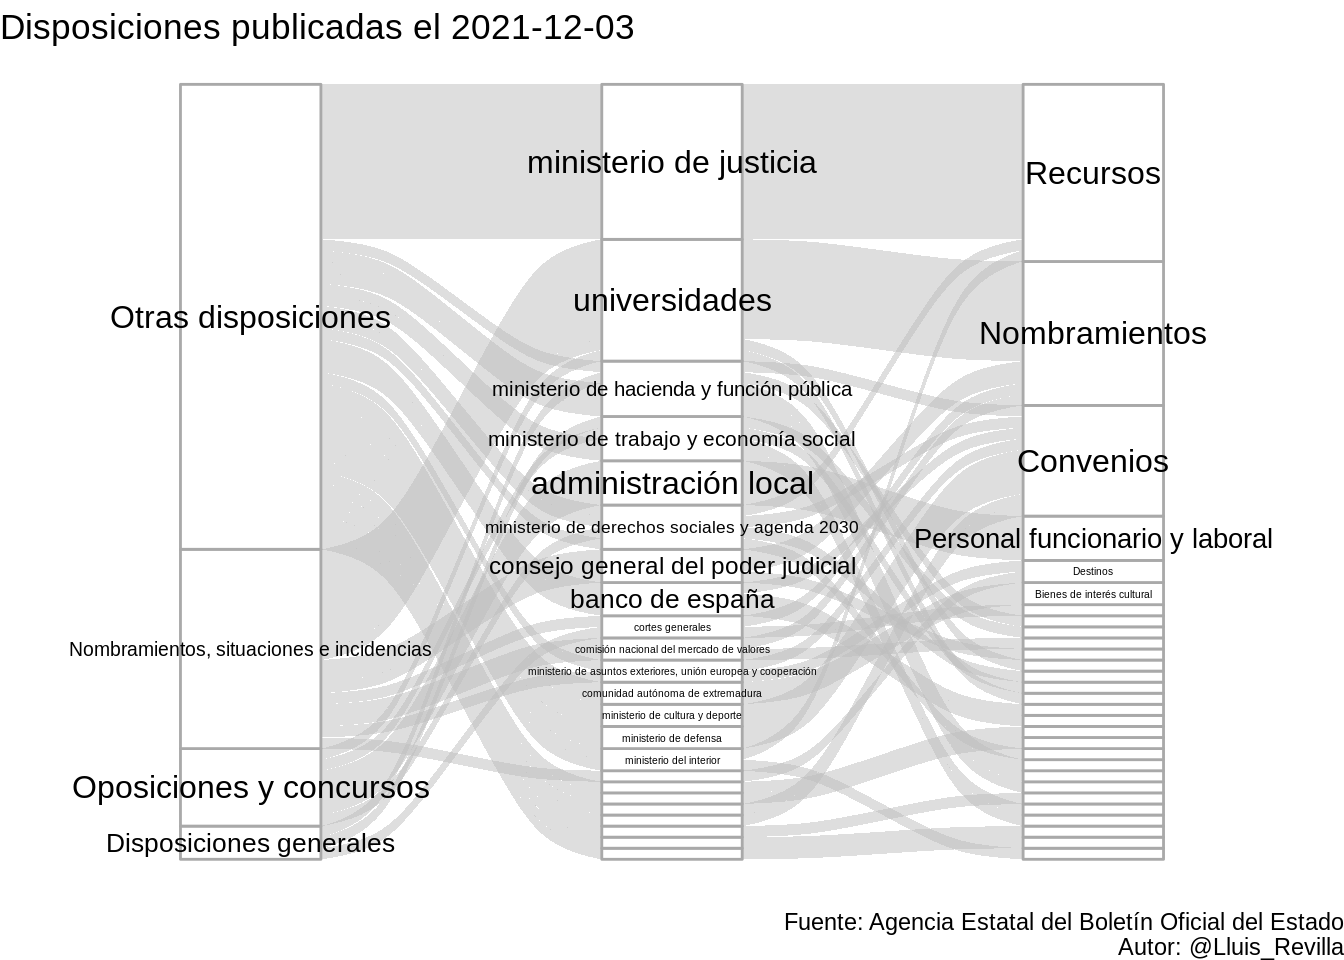 Disposiciones publicadas el 2021-12-03
Otras disposiciones
Nombramientos, situaciones e incidencias
Oposiciones y concursos
Disposiciones generales
ministerio de justicia
universidades
ministerio de hacienda y función pública
ministerio de trabajo y economía social
administración local
ministerio de derechos sociales y agenda 2030
consejo general del poder judicial
banco de españa
cortes generales
comisión nacional del mercado de valores
ministerio de asuntos exteriores, unión europea y cooperación
comunidad autónoma de extremadura
ministerio de cultura y deporte
ministerio de defensa
ministerio del interior
Recursos
Nombramientos
Convenios
Personal funcionario y laboral
Destinos
Bienes de interés cultural
Fuente: Agencia Estatal del Boletín Oficial del Estado
Autor: @Lluis_Revilla